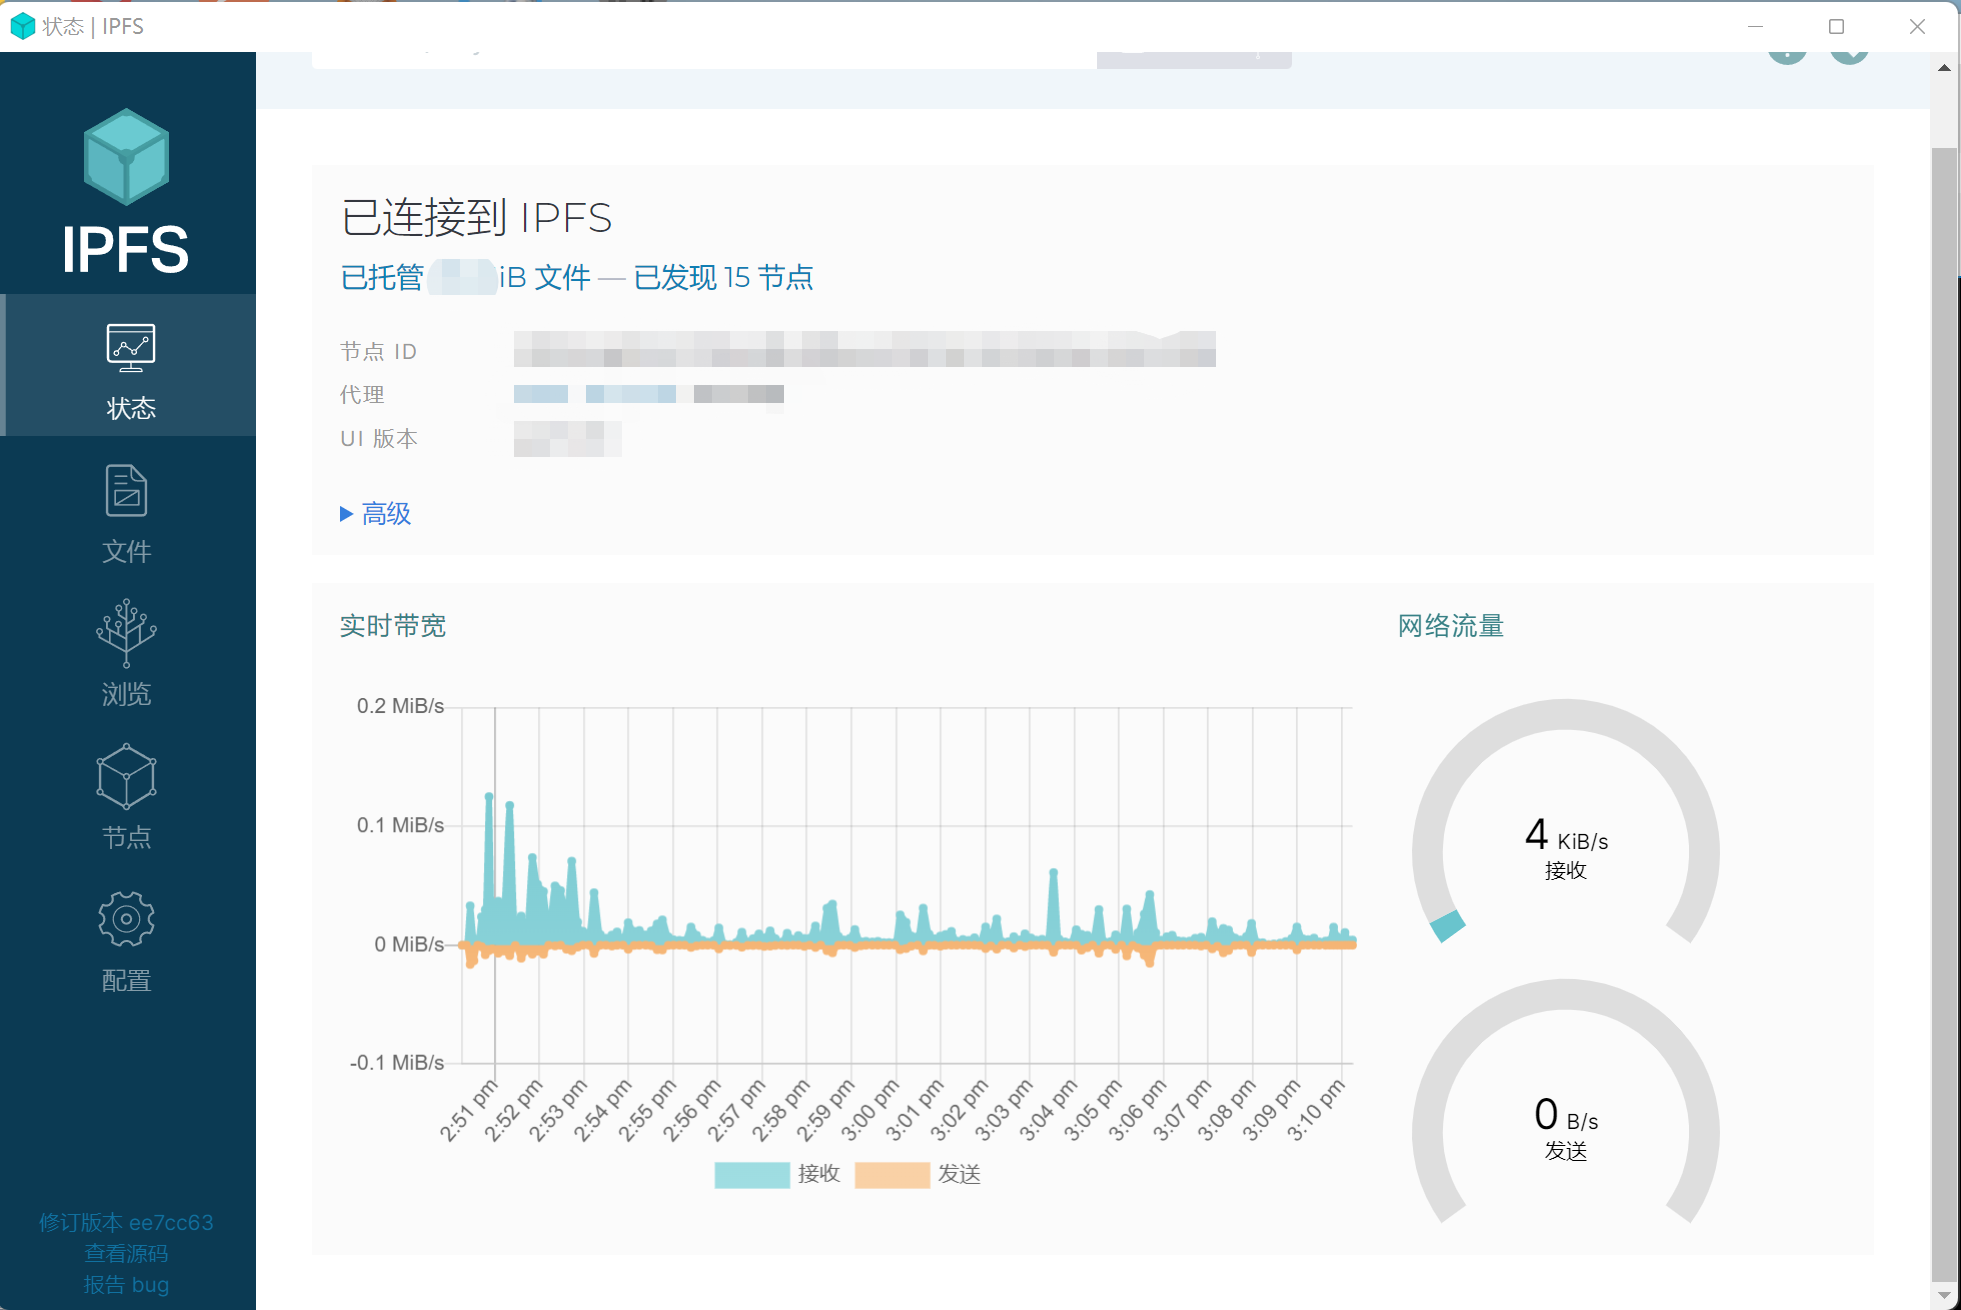 状态 | IPFS
IPFS
状态
文件
浏览
节点
配置
修订版本 ee7cc63
查看源码
报告 bug
已连接到 IPFS
已托管 iB 文件 — 已发现 15 节点
节点 ID
代理
UI 版本
高级
实时带宽
0.2 MiB/s
0.1 MiB/s
0 MiB/s
-0.1 MiB/s
2:51 pm
2:52 pm
2:53 pm
2:54 pm
2:55 pm
2:56 pm
2:57 pm
2:58 pm
2:59 pm
3:00 pm
3:01 pm
3:02 pm
3:03 pm
3:04 pm
3:05 pm
3:06 pm
3:07 pm
3:08 pm
3:09 pm
3:10 pm
接收 发送
网络流量
4 KiB/s
接收
0 B/s
发送